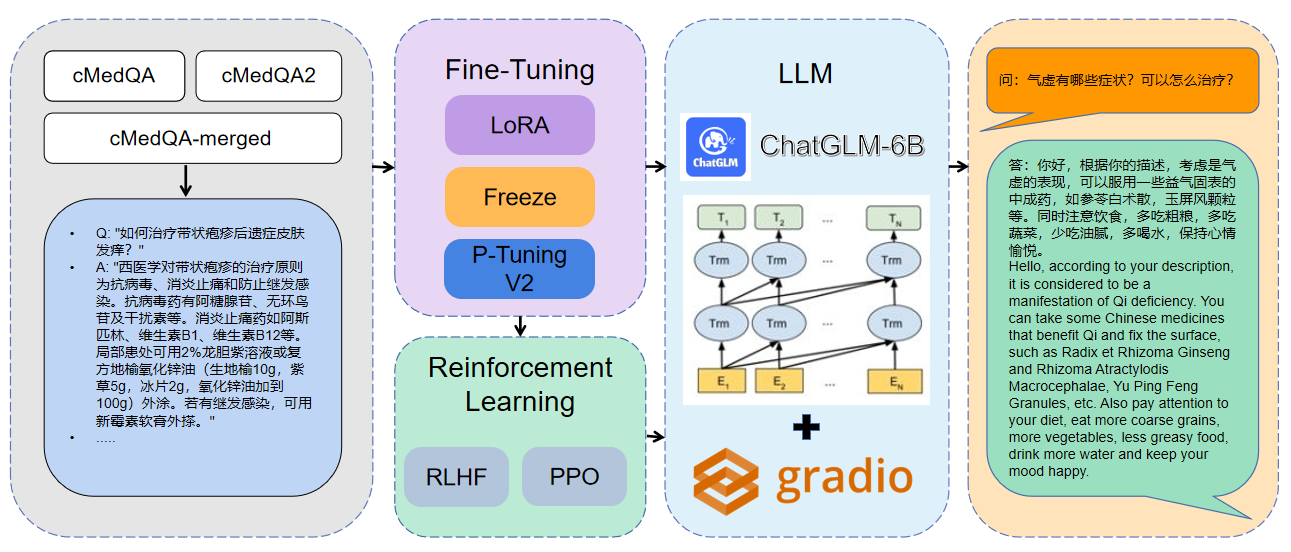 cMedQA
cMedQA2
cMedQA-merged
• Q: "如何治疗带状疱疹后遗症皮肤
发痒？"
• A: "西医学对带状疱疹的治疗原则
为抗病毒、消炎止痛和防止继发感
染。抗病毒药有阿糖腺苷、无环鸟
苷及干扰素等。消炎止痛药如阿斯
匹林、维生素B1、维生素B12等。
局部患处可用2%龙胆紫溶液或复
方地榆氧化锌油（生地榆10g，紫
草5g，冰片2g，氧化锌油加到
100g）外涂。若有继发感染，可用
新霉素软膏外搽。"
• .....
Fine-Tuning
LoRA
Freeze
P-Tuning
V2
Reinforcement
Learning
RLHF
PPO
LLM
ChatGLM
ChatGLM-6B
T1 T2 ... TN
Trm Trm ... Trm
Trm Trm ... Trm
E1 E2 ... EN
+
gradio
问：气虚有哪些症状？可以怎么治疗？
答：你好，根据你的描述，考虑是气
虚的表现，可以服用一些益气固表的
中成药，如参苓白术散，玉屏风颗粒
等。同时注意饮食，多吃粗粮，多吃
蔬菜，少吃油腻，多喝水，保持心情
愉悦。
Hello, according to your description,
it is considered to be a
manifestation of Qi deficiency. You
can take some Chinese medicines
that benefit Qi and fix the surface,
such as Radix et Rhizoma Ginseng
and Rhizoma Atractylodis
Macrocephalae, Yu Ping Feng
Granules, etc. Also pay attention to
your diet, eat more coarse grains,
more vegetables, less greasy food,
drink more water and keep your
mood happy.